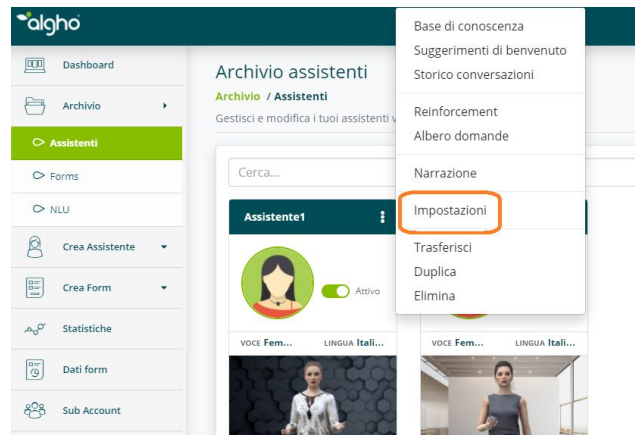 algho
Dashboard
Archivio
Assistenti
Forms
NLU
Crea Assistente
Crea Form
Statistiche
Dati form
Sub Account
Archivio assistenti
Archivio / Assistenti
Gestisci e modifica i tuoi assistenti v
Cerca...
Assistente1
Attivo
VOCE Fem... LINGUA Itali...
VOCE Fem... LINGUA Itali...
Base di conoscenza
Suggerimenti di benvenuto
Storico conversazioni
Reinforcement
Albero domande
Narrazione
Impostazioni
Trasferisci
Duplica
Elimina